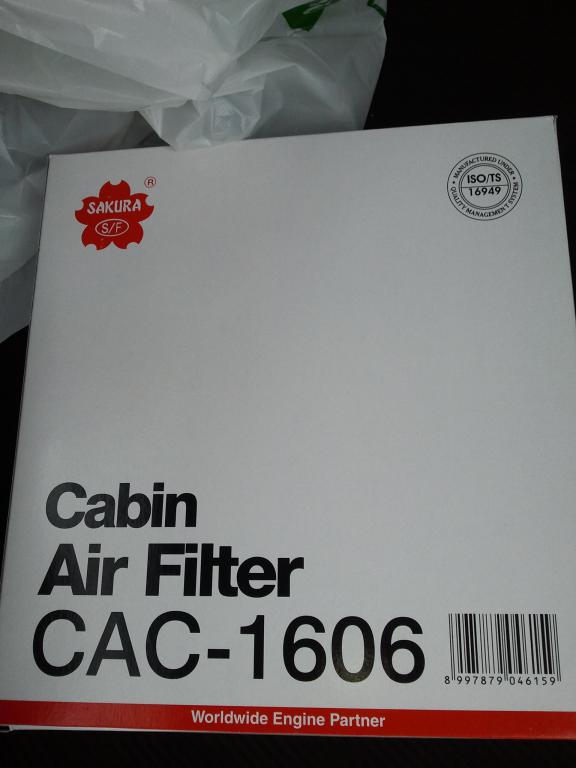 SAKURA ®
S/F
MANUFACTURED UNDER
ISO/TS
16949
QUALITY MANAGEMENT SYSTEM
Cabin
Air Filter
CAC-1606
8 997879 046159
Worldwide Engine Partner